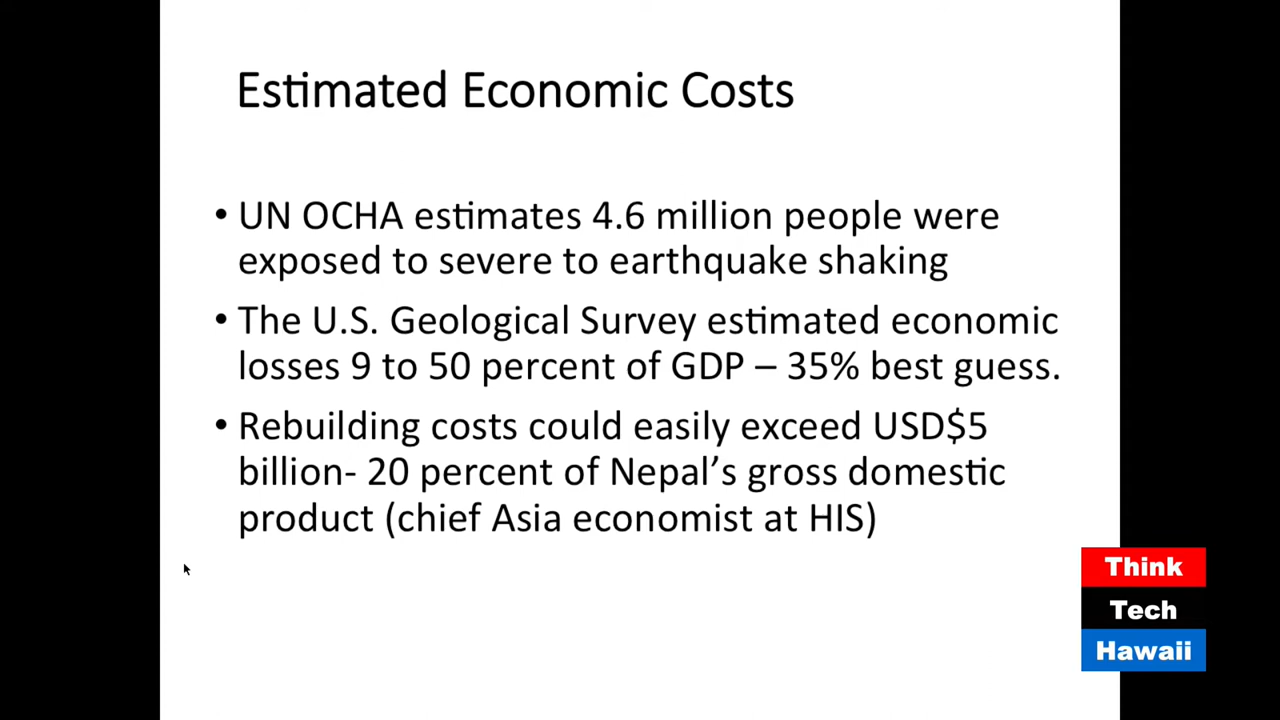 Estimated Economic Costs
• UN OCHA estimates 4.6 million people were
exposed to severe to earthquake shaking
• The U.S. Geological Survey estimated economic
losses 9 to 50 percent of GDP – 35% best guess.
• Rebuilding costs could easily exceed USD$5
billion- 20 percent of Nepal’s gross domestic
product (chief Asia economist at HIS)
Think
Tech
Hawaii